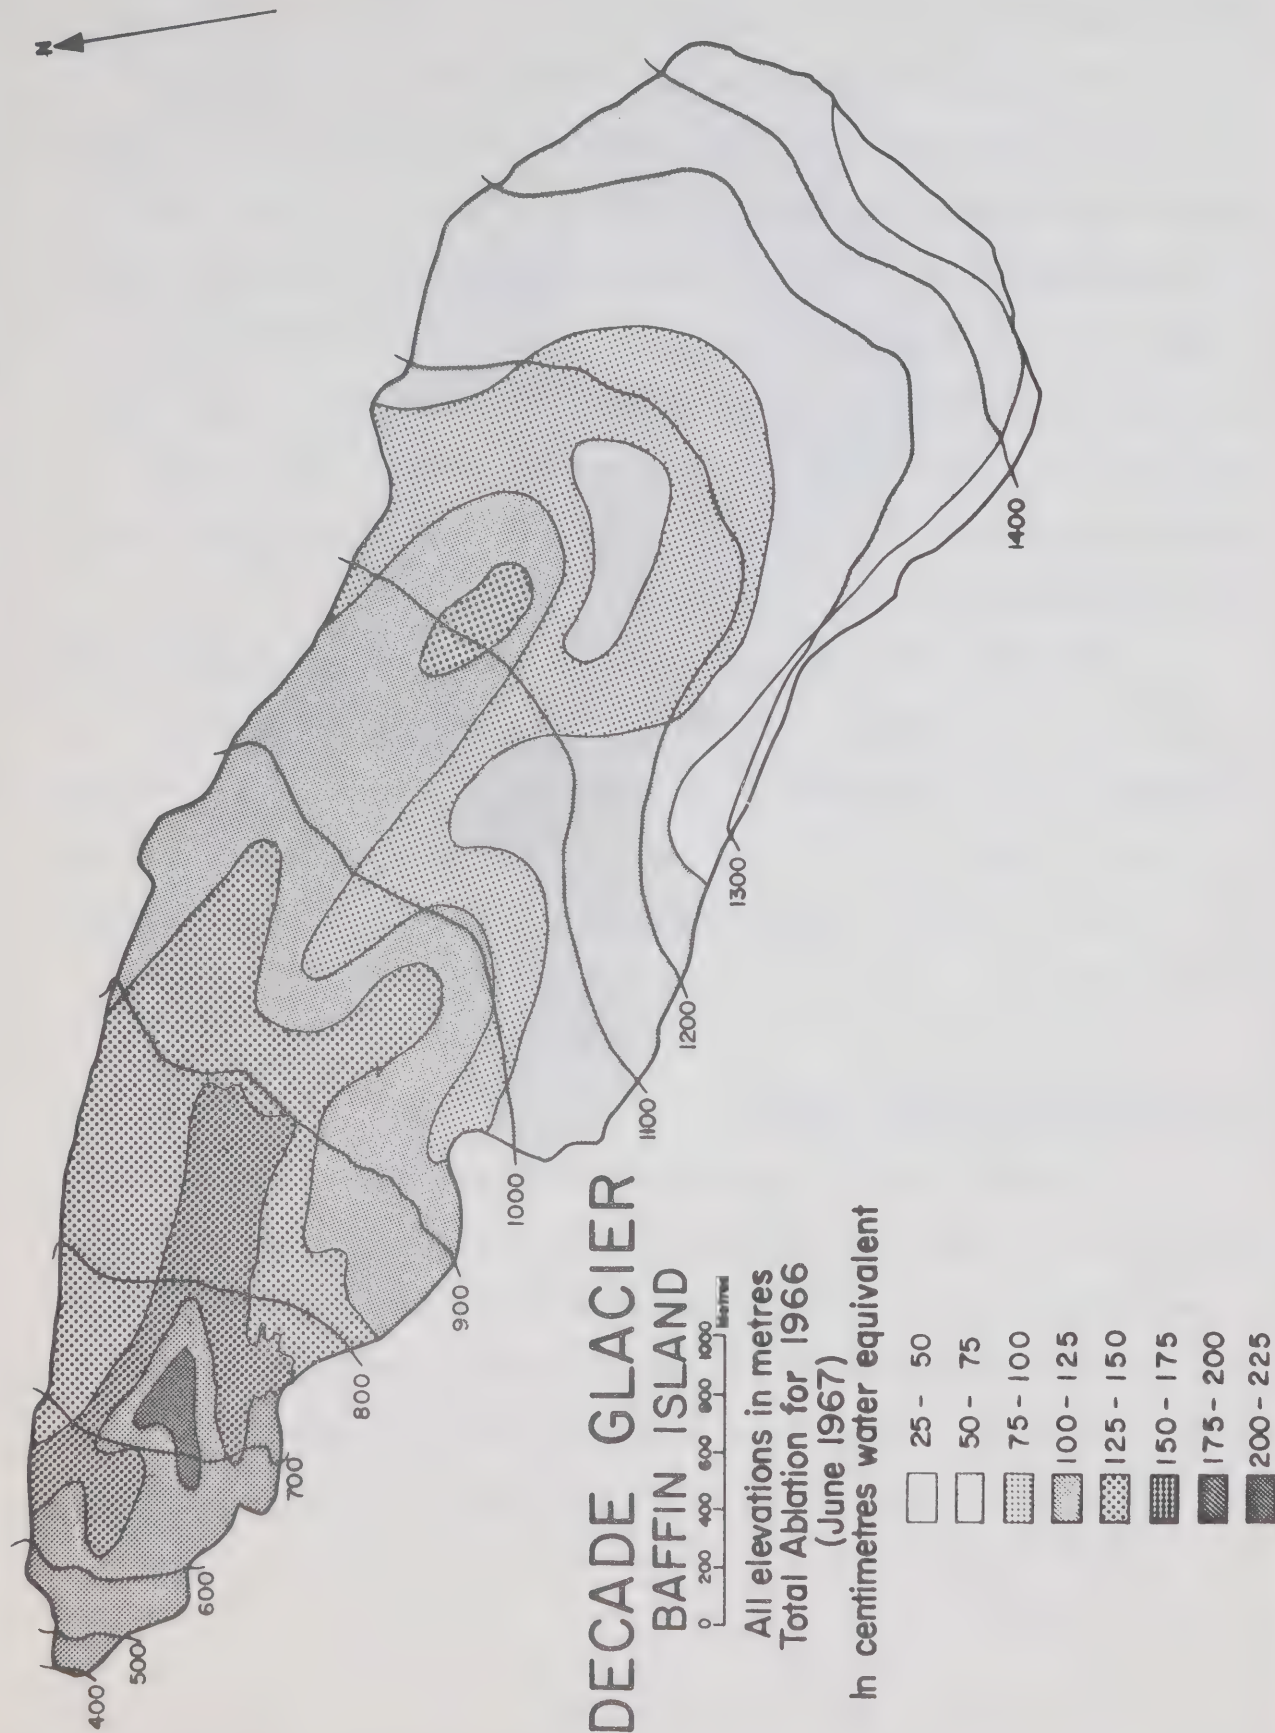 N
DECADE GLACIER
BAFFIN ISLAND
0 200 400 600 800 1000
Metres
All elevations in metres
Total Ablation for 1966
(June 1967)
In centimetres water equivalent
25 - 50
50 - 75
75 - 100
100 - 125
125 - 150
150 - 175
175 - 200
200 - 225
400
500
600
700
800
900
1000
1100
1200
1300
1400